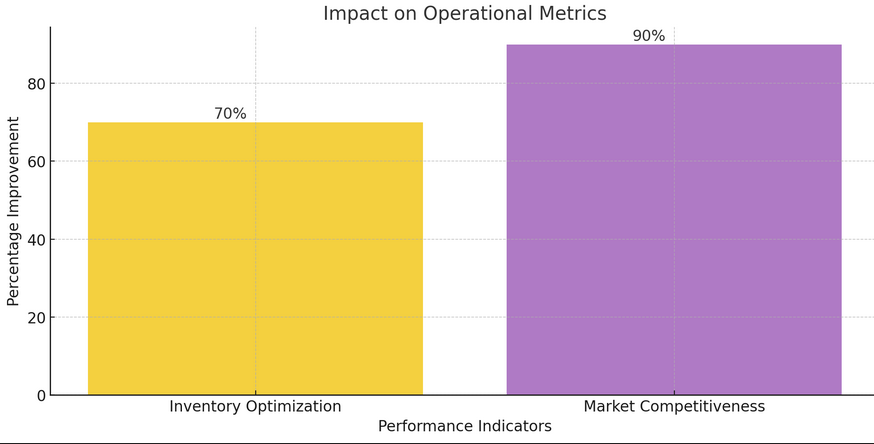 Impact on Operational Metrics
90%
70%
80
60
40
20
0
Percentage Improvement
Inventory Optimization
Market Competitiveness
Performance Indicators